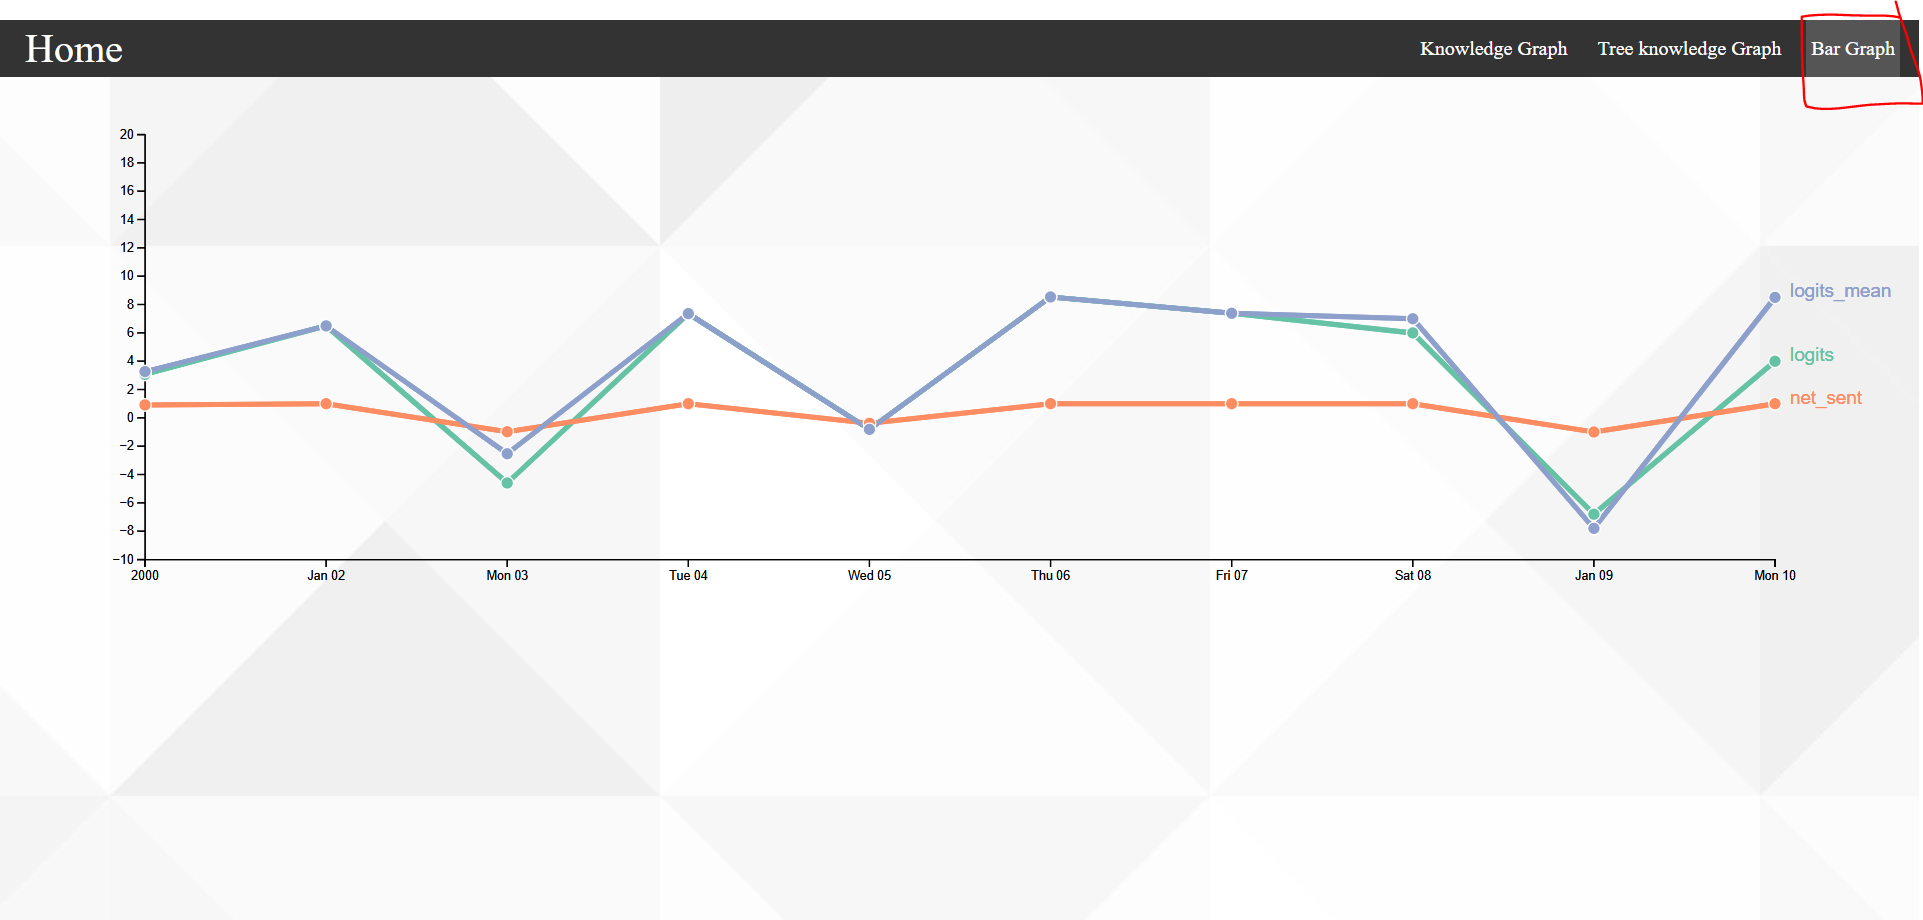 Home
Knowledge Graph
Tree knowledge Graph
Bar Graph
20
18
16
14
12
10
8
6
4
2
0
−2
−4
−6
−8
−10
2000
Jan 02
Mon 03
Tue 04
Wed 05
Thu 06
Fri 07
Sat 08
Jan 09
Mon 10
logits_mean
logits
net_sent